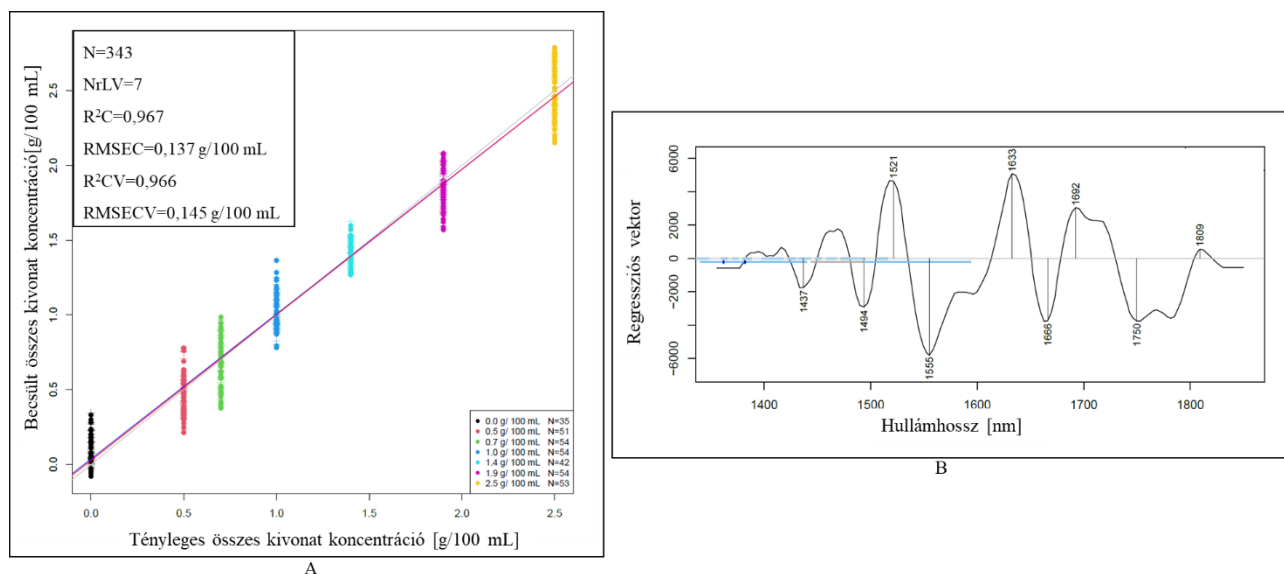 N=343
NrLV=7
R²C=0,967
RMSEC=0,137 g/100 mL
R²CV=0,966
RMSECV=0,145 g/100 mL
Becsült összes kivonat koncentráció[g/100 mL]
2.5
2.0
1.5
1.0
0.5
0.0
0.0 g/ 100 mL N=35
0.5 g/ 100 mL N=51
0.7 g/ 100 mL N=54
1.0 g/ 100 mL N=54
1.4 g/ 100 mL N=42
1.9 g/ 100 mL N=54
2.5 g/ 100 mL N=53
0.0 0.5 1.0 1.5 2.0 2.5
Tényleges összes kivonat koncentráció [g/100 mL]
A
Regressziós vektor
6000
2000
0
−2000
−6000
1437
1494
1521
1555
1633
1666
1692
1750
1809
1400 1500 1600 1700 1800
Hullámhossz [nm]
B